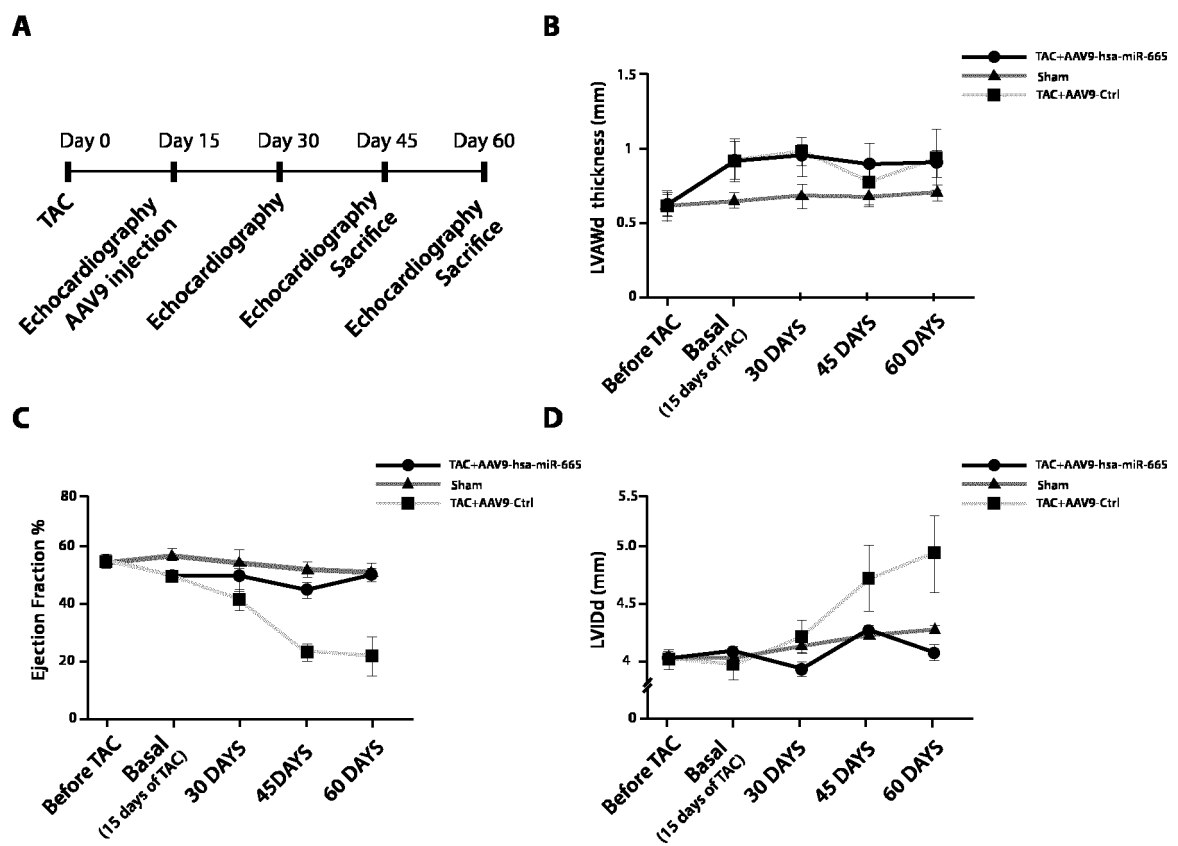 A
Day 0
Day 15
Day 30
Day 45
Day 60
TAC
Echocardiography
AAV9 injection
Echocardiography
Echocardiography
Sacrifice
Echocardiography
Sacrifice
B
TAC+AAV9-hsa-miR-665
Sham
TAC+AAV9-Ctrl
LVAWd thickness (mm)
1.5
1
0.5
0
Before TAC
Basal
(15 days of TAC)
30 DAYS
45 DAYS
60 DAYS
C
TAC+AAV9-hsa-miR-665
Sham
TAC+AAV9-Ctrl
Ejection Fraction %
80
60
40
20
0
Before TAC
Basal
(15 days of TAC)
30 DAYS
45DAYS
60 DAYS
D
TAC+AAV9-hsa-miR-665
Sham
TAC+AAV9-Ctrl
LVIDd (mm)
5.5
5.0
4.5
4
0
Before TAC
Basal
(15 days of TAC)
30 DAYS
45 DAYS
60 DAYS